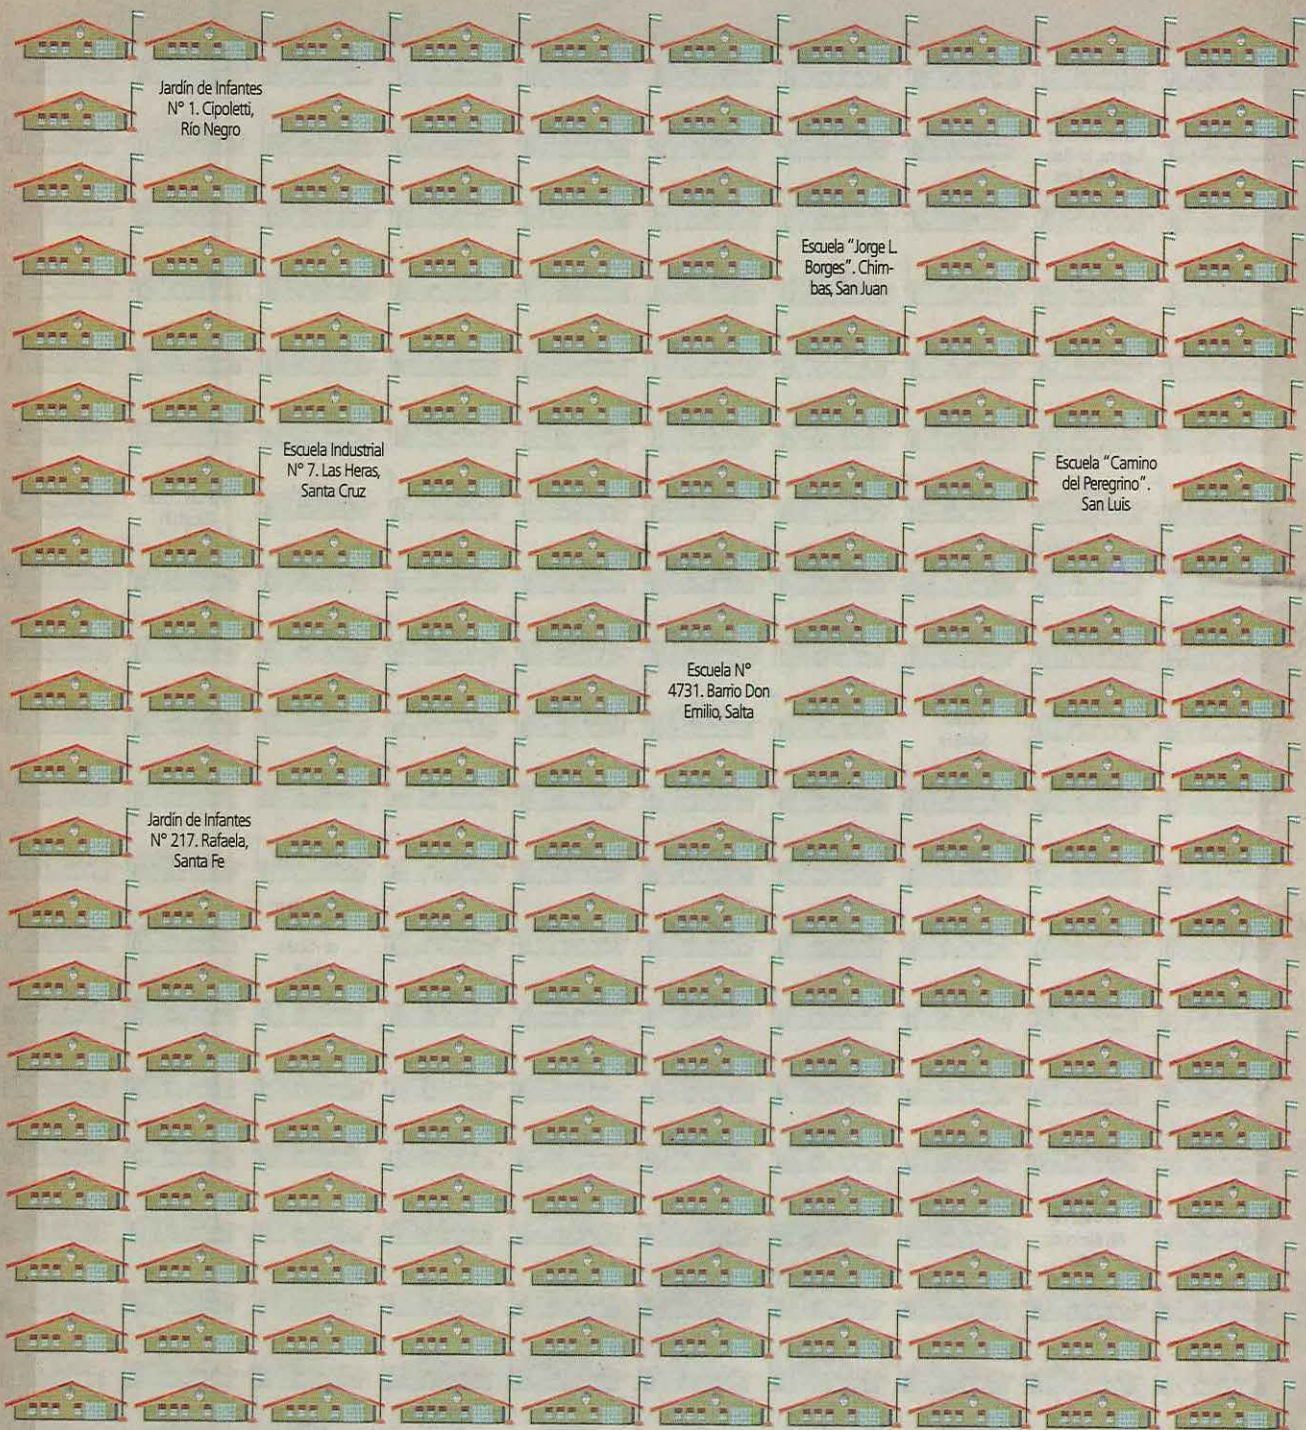 Jardín de Infantes
N° 1. Cipoletti,
Río Negro
Escuela "Jorge L.
Borges". Chim-
bas, San Juan
Escuela Industrial
N° 7. Las Heras,
Santa Cruz
Escuela "Camino
del Peregrino".
San Luis
Escuela N°
4731. Barrio Don
Emilio, Salta
Jardín de Infantes
N° 217. Rafaela,
Santa Fe